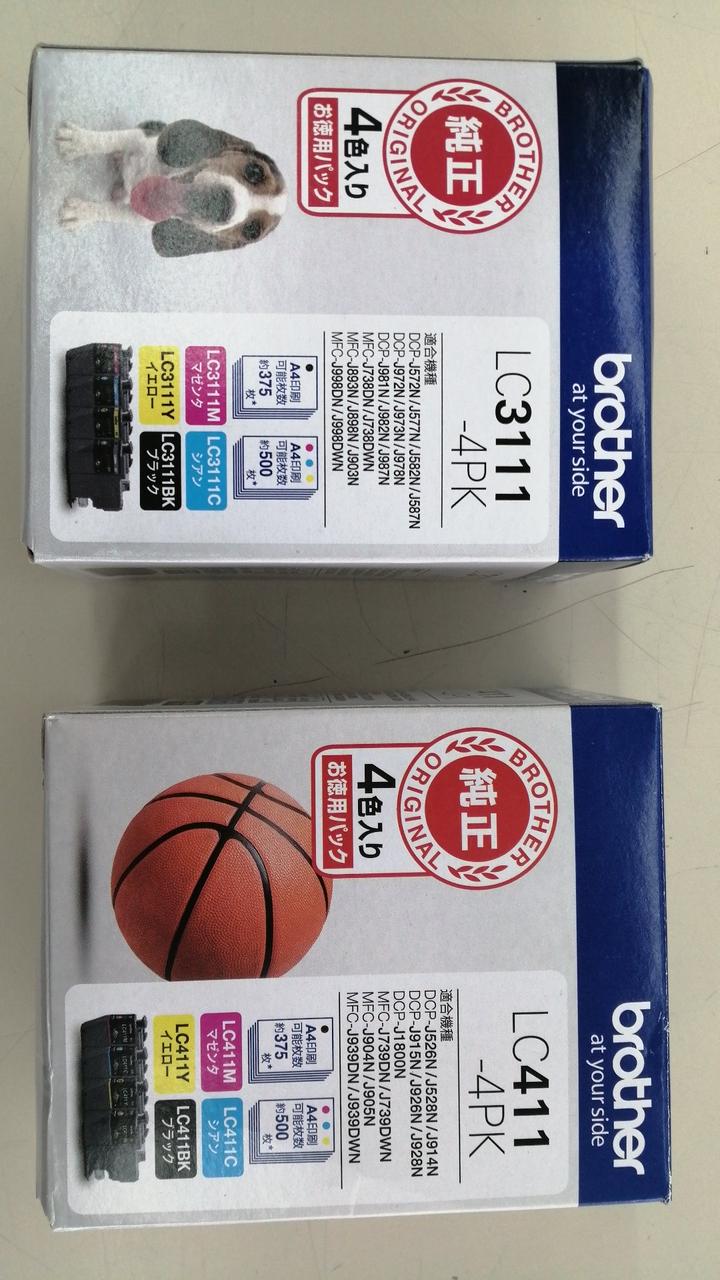 brother
at your side
BROTHER
純正
ORIGINAL
4色入り
お徳用パック
LC3111
-4PK
適合機種
DCP-J572N/J577N/J582N/J587N
DCP-J972N/J973N/J978N
DCP-J981N/J982N/J987N
MFC-J738DN/J738DWN
MFC-J893N/J898N/J903N
MFC-J998DN/J998DWN
A4印刷
可能枚数
約375
枚*
A4印刷
可能枚数
約500
枚*
LC3111M
マゼンタ
LC3111C
シアン
LC3111Y
イエロー
LC3111BK
ブラック
brother
at your side
BROTHER
純正
ORIGINAL
4色入り
お徳用パック
LC411
-4PK
適合機種
DCP-J526N/J528N/J914N
DCP-J915N/J926N/J928N
DCP-J1800N
MFC-J739DN/J739DWN
MFC-J904N/J905N
MFC-J939DN/J939DWN
A4印刷
可能枚数
約375
枚*
A4印刷
可能枚数
約500
枚*
LC411M
マゼンタ
LC411C
シアン
LC411Y
イエロー
LC411BK
ブラック